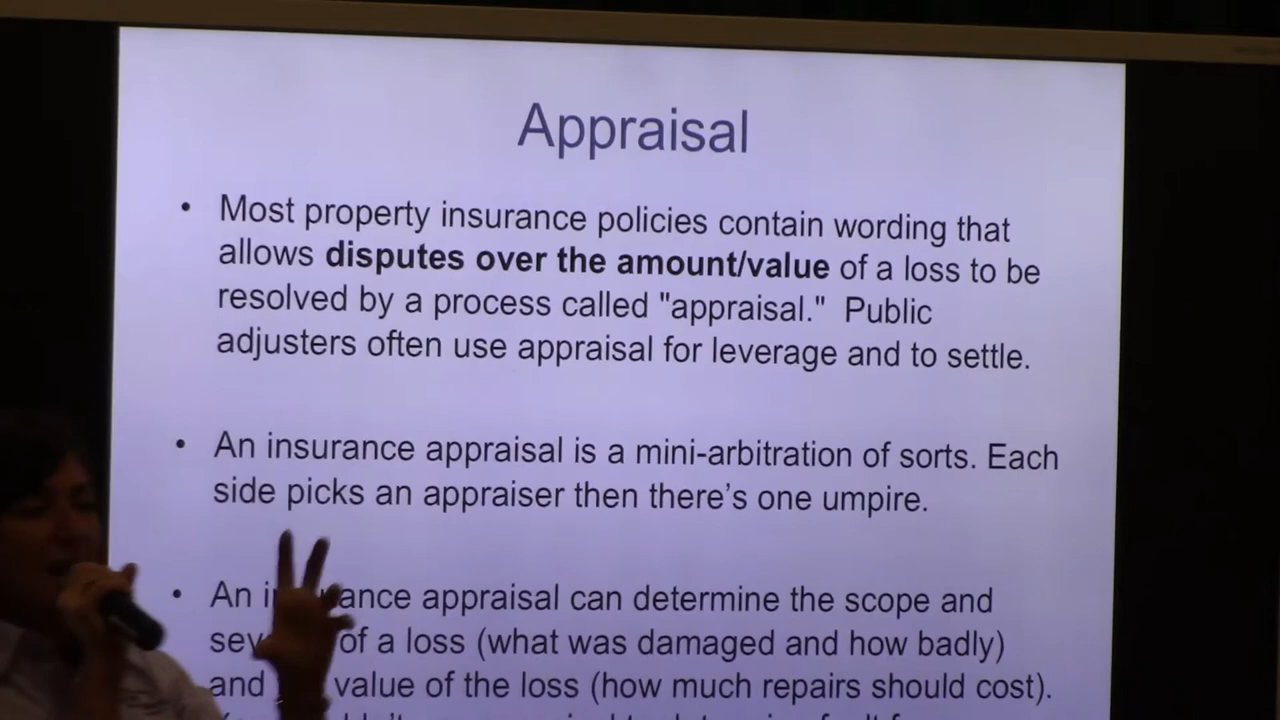 Appraisal
• Most property insurance policies contain wording that
allows disputes over the amount/value of a loss to be
resolved by a process called "appraisal." Public
adjusters often use appraisal for leverage and to settle.
• An insurance appraisal is a mini-arbitration of sorts. Each
side picks an appraiser then there's one umpire.
• An insurance appraisal can determine the scope and
of a loss (what was damaged and how badly)
and value of the loss (how much repairs should cost).